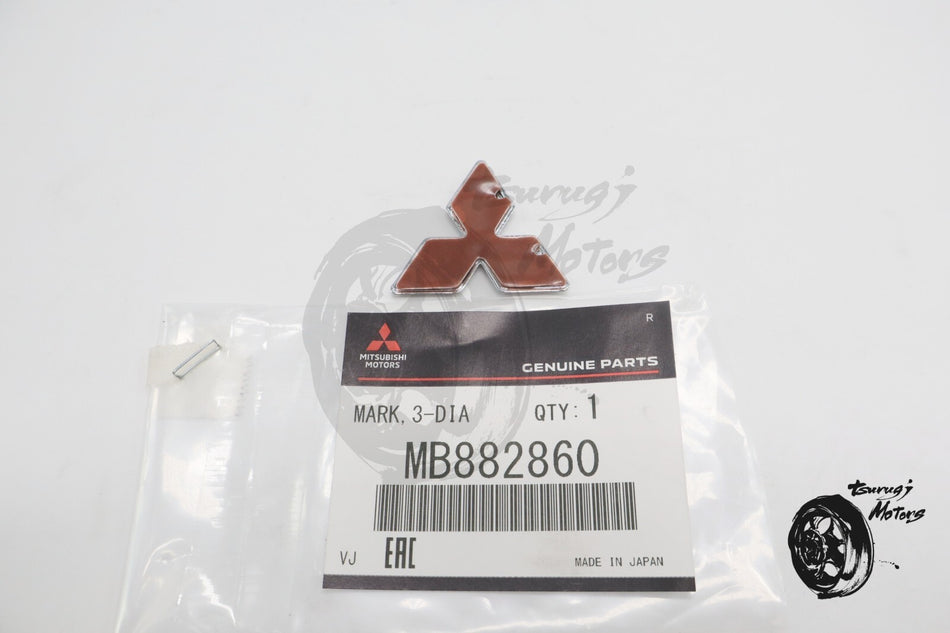 Tsurugi
Motors
R
MITSUBISHI
MOTORS
GENUINE PARTS
MARK, 3-DIA QTY: 1
MB882860
VJ EAC MADE IN JAPAN
Tsurugi
Motors